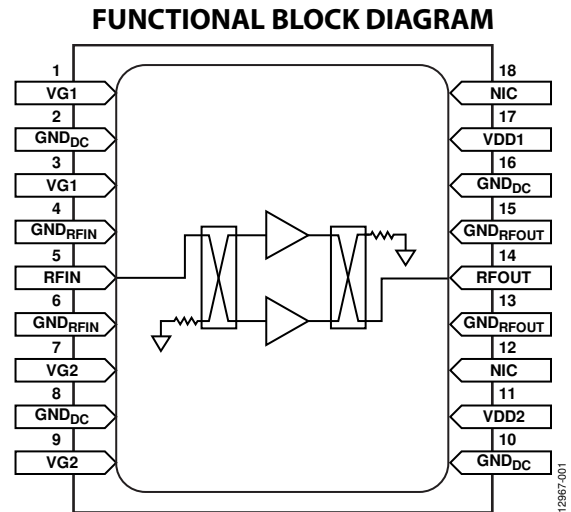 FUNCTIONAL BLOCK DIAGRAM
1
VG1
2
GNDDC
3
VG1
4
GNDRFIN
5
RFIN
6
GNDRFIN
7
VG2
8
GNDDC
9
VG2
18
NIC
17
VDD1
16
GNDDC
15
GNDRFOUT
14
RFOUT
13
GNDRFOUT
12
NIC
11
VDD2
10
GNDDC
12967-001